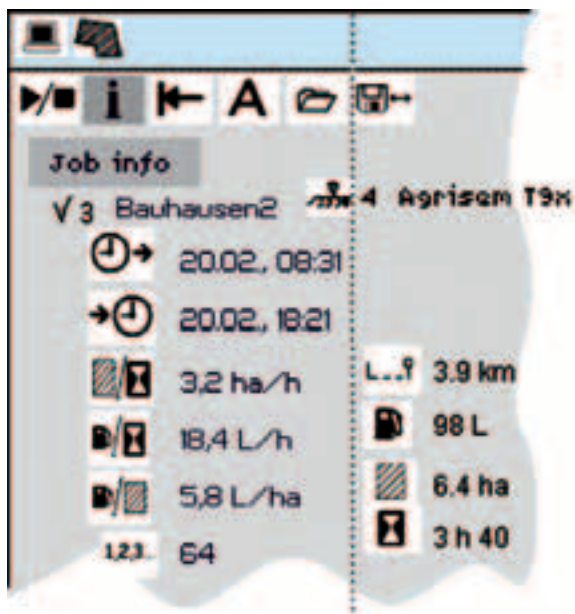 A
Job info
√ 3 Bauhausen2 4 Agrisem T9x
20.02., 08:31
20.02., 18:21
3,2 ha/h
18,4 L/h
5,8 L/ha
1,2,3.. 64
3.9 km
98 L
6.4 ha
3 h 40